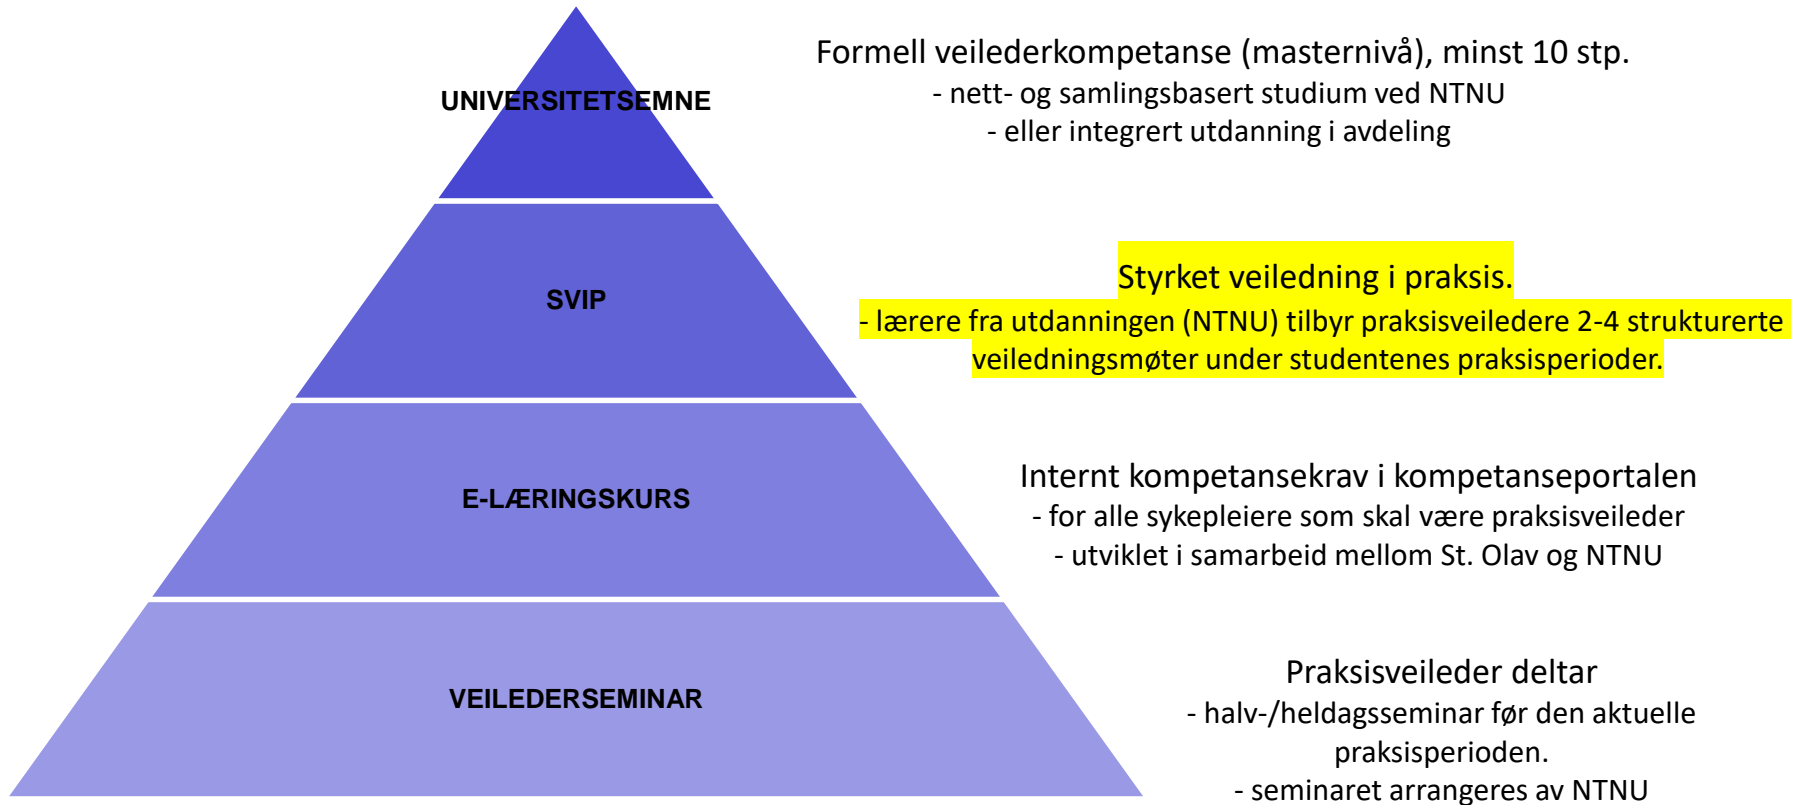 UNIVERSITETSEMNE
Formell veilederkompetanse (masternivå), minst 10 stp.
- nett- og samlingsbasert studium ved NTNU
- eller integrert utdanning i avdeling
SVIP
Styrket veiledning i praksis.
- lærere fra utdanningen (NTNU) tilbyr praksisveiledere 2-4 strukturerte
veiledningsmøter under studentenes praksisperioder.
E-LÆRINGSKURS
Internt kompetansekrav i kompetanseportalen
- for alle sykepleiere som skal være praksisveileder
- utviklet i samarbeid mellom St. Olav og NTNU
VEILEDERSEMINAR
Praksisveileder deltar
- halv-/heldagsseminar før den aktuelle
praksisperioden.
- seminaret arrangeres av NTNU